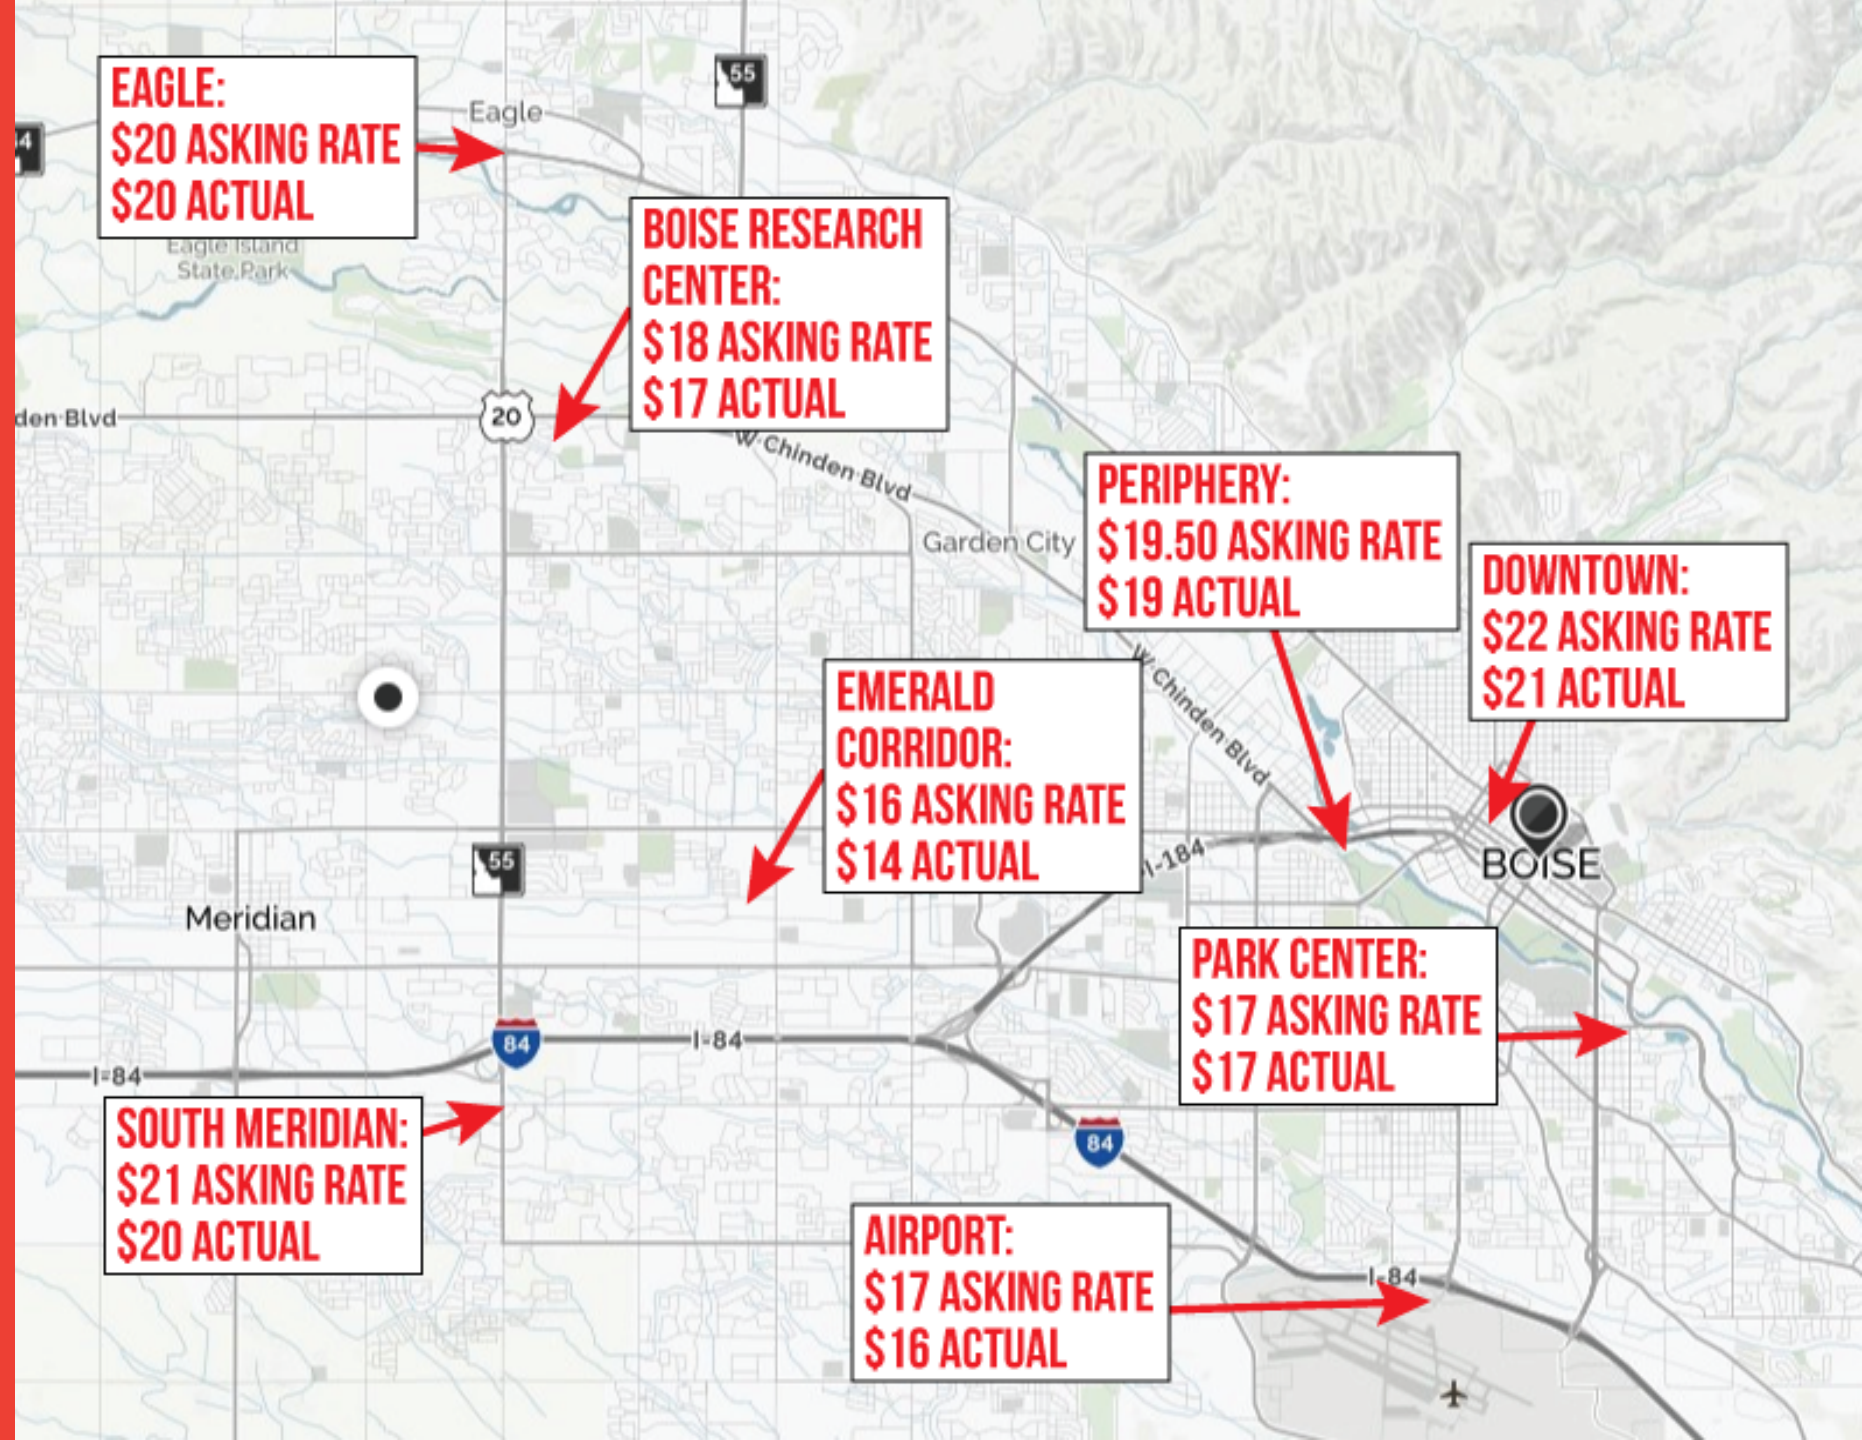 EAGLE:
$20 ASKING RATE
$20 ACTUAL
55
Eagle
4
Eagle Island
State Park
BOISE RESEARCH
CENTER:
$18 ASKING RATE
$17 ACTUAL
den Blvd
20
W Chinden Blvd
Garden City
PERIPHERY:
$19.50 ASKING RATE
$19 ACTUAL
DOWNTOWN:
$22 ASKING RATE
$21 ACTUAL
W Chinden Blvd
EMERALD
CORRIDOR:
$16 ASKING RATE
$14 ACTUAL
I-184
BOISE
55
Meridian
PARK CENTER:
$17 ASKING RATE
$17 ACTUAL
84
I-84
I-84
SOUTH MERIDIAN:
$21 ASKING RATE
$20 ACTUAL
84
AIRPORT:
$17 ASKING RATE
$16 ACTUAL
I-84